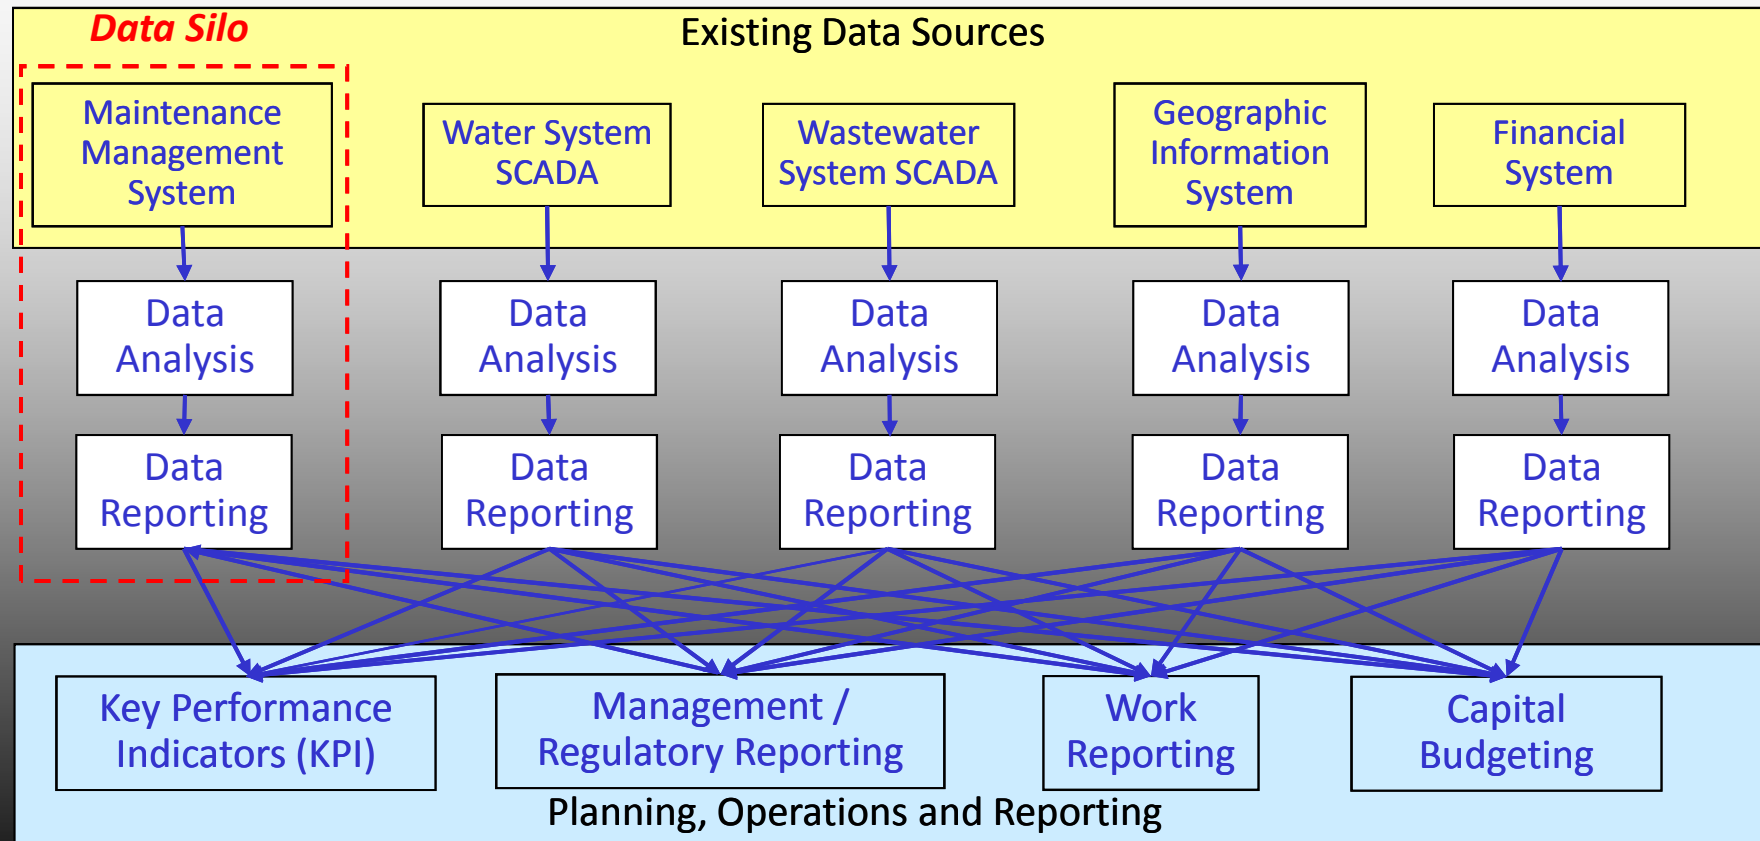 Data Silo
Existing Data Sources
Maintenance
Management
System
Water System
SCADA
Wastewater
System SCADA
Geographic
Information
System
Financial
System
Data
Analysis
Data
Analysis
Data
Analysis
Data
Analysis
Data
Analysis
Data
Reporting
Data
Reporting
Data
Reporting
Data
Reporting
Data
Reporting
Key Performance
Indicators (KPI)
Management /
Regulatory Reporting
Work
Reporting
Capital
Budgeting
Planning, Operations and Reporting